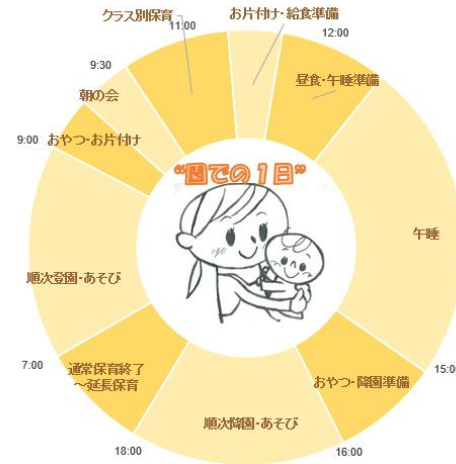 クラス別保育
お片付け・給食準備
11:00
12:00
9:30
昼食・午睡準備
朝の会
9:00
おやつ・お片付け
“園での１日”
午睡
順次登園・あそび
7:00
通常保育終了
～延長保育
おやつ・降園準備
15:00
順次降園・あそび
18:00
16:00